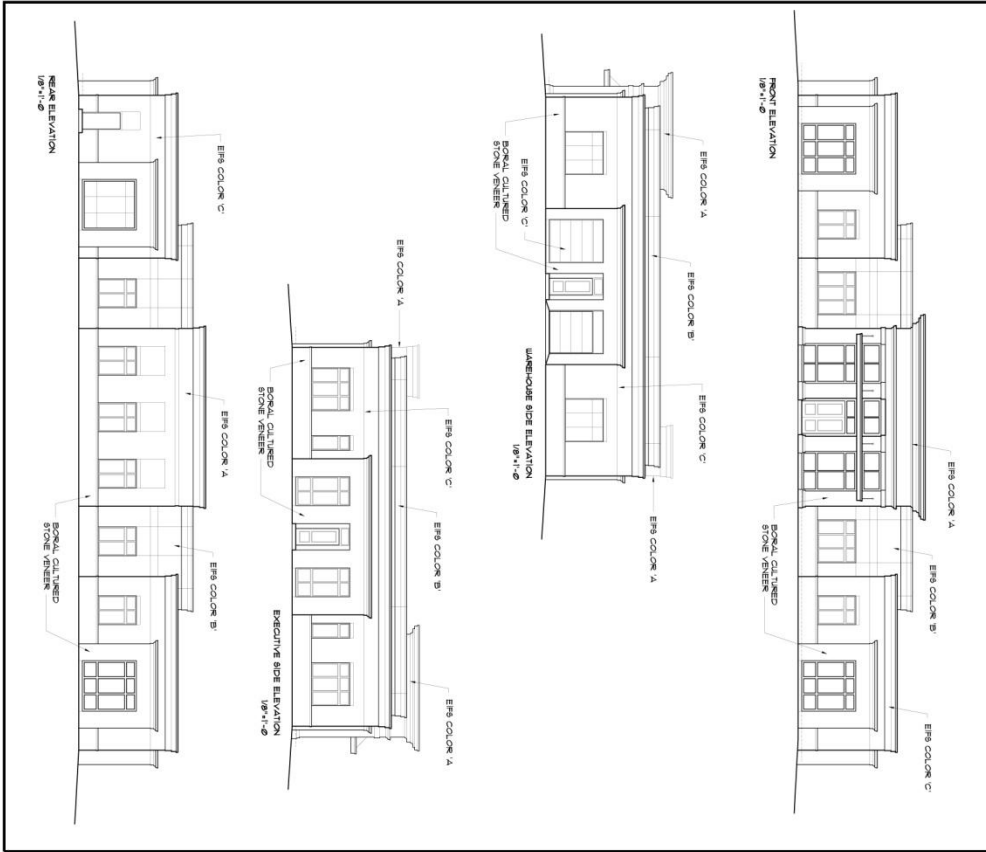 EIFS COLOR 'A
BORAL CULTURED
STONE VENEER
EIFS COLOR 'B'
EIFS COLOR 'C'
FRONT ELEVATION
1/8"=1'-0
EIFS COLOR 'A
EIFS COLOR 'B'
EIFS COLOR 'C'
EIFS COLOR 'A
EIFS COLOR 'C'
BORAL CULTURED
STONE VENEER
WAREHOUSE SIDE ELEVATION
1/8"=1'-0
EIFS COLOR 'A
EIFS COLOR 'C'
EIFS COLOR 'B'
EIFS COLOR 'A
BORAL CULTURED
STONE VENEER
EXECUTIVE SIDE ELEVATION
1/8"=1'-0
EIFS COLOR 'C'
EIFS COLOR 'A
EIFS COLOR 'B'
BORAL CULTURED
STONE VENEER
REAR ELEVATION
1/8"=1'-0